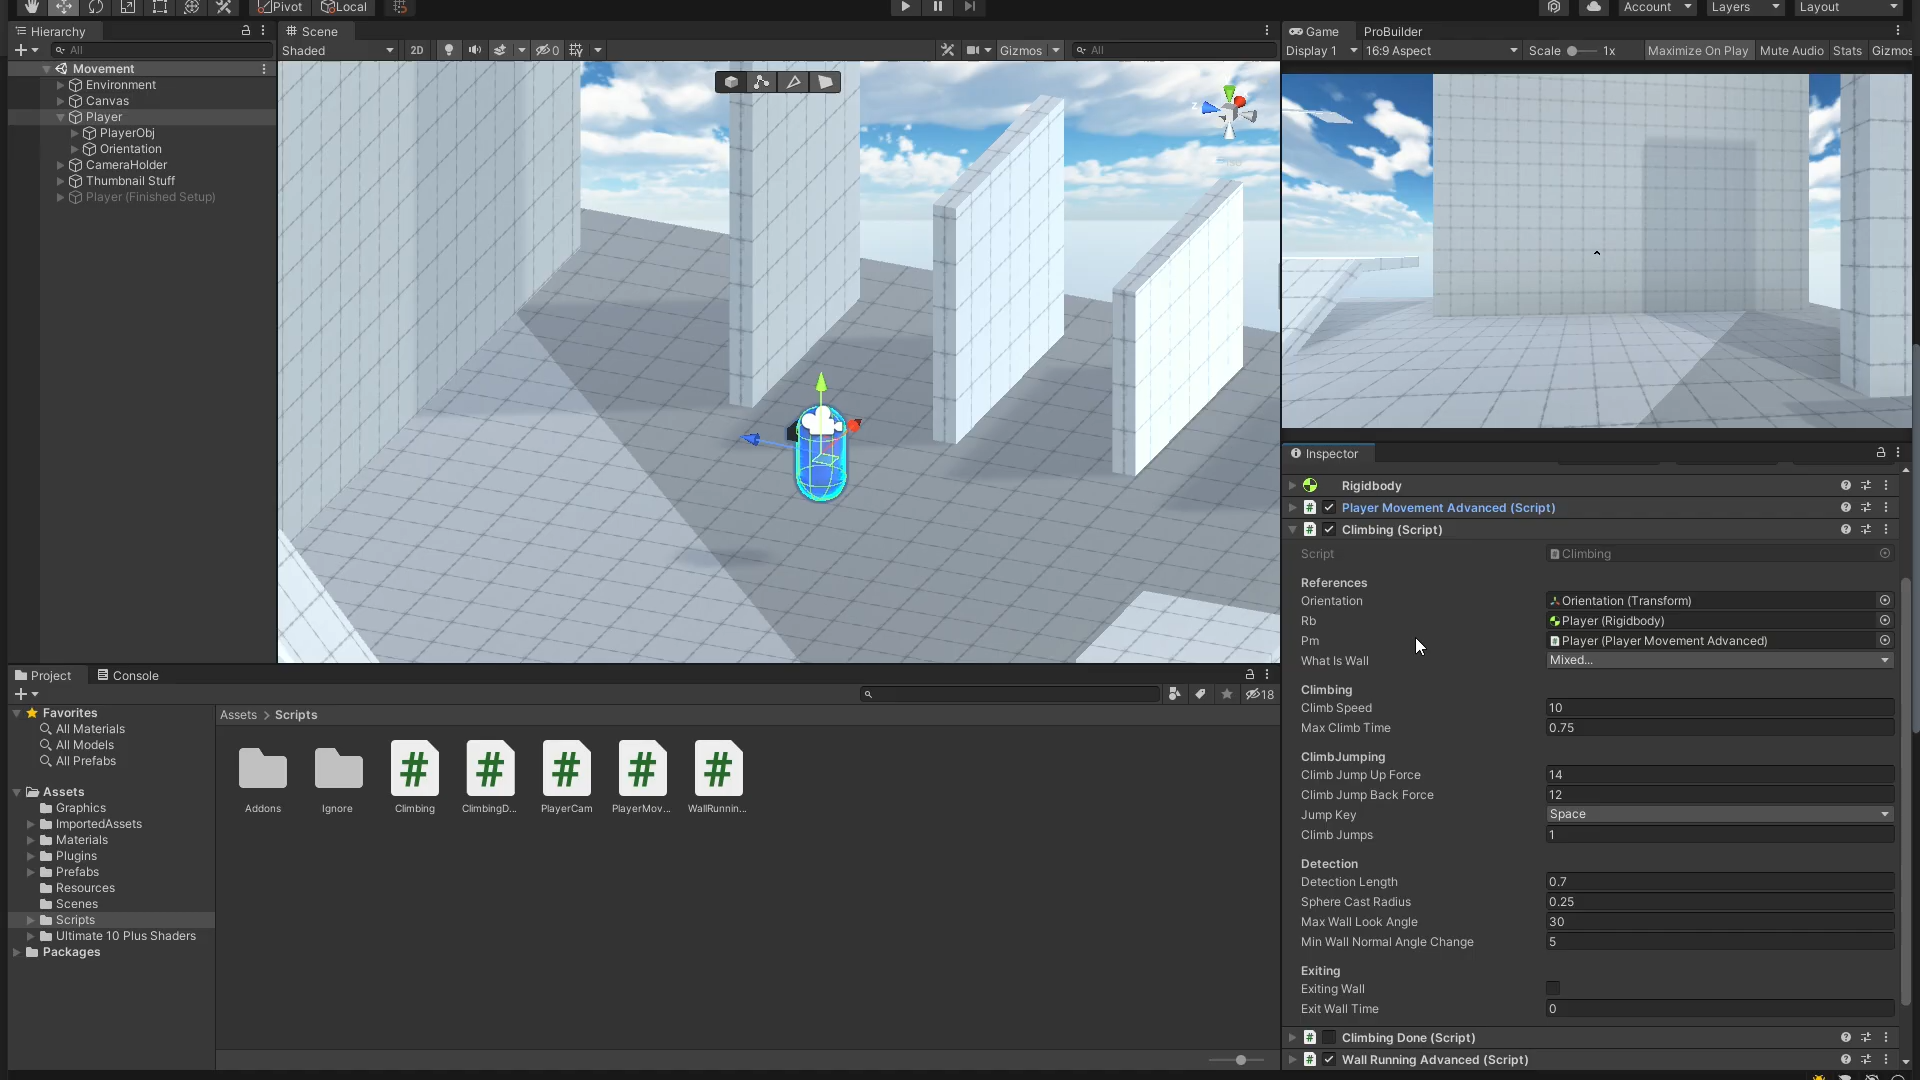 Pivot
Local
Account
Layers
Layout
Hierarchy
All
Movement
Environment
Canvas
Player
PlayerObj
Orientation
CameraHolder
Thumbnail Stuff
Player (Finished Setup)
Scene
Shaded
2D
0
Gizmos
All
Game
ProBuilder
Display 1
16:9 Aspect
Scale
1x
Maximize On Play
Mute Audio
Stats
Gizmos
Inspector
Rigidbody
Player Movement Advanced (Script)
Climbing (Script)
Script
Climbing
References
Orientation
Orientation (Transform)
Rb
Player (Rigidbody)
Pm
Player (Player Movement Advanced)
What Is Wall
Mixed...
Climbing
Climb Speed
10
Max Climb Time
0.75
ClimbJumping
Climb Jump Up Force
14
Climb Jump Back Force
12
Jump Key
Space
Climb Jumps
1
Detection
Detection Length
0.7
Sphere Cast Radius
0.25
Max Wall Look Angle
30
Min Wall Normal Angle Change
5
Exiting
Exiting Wall
Exit Wall Time
0
Climbing Done (Script)
Wall Running Advanced (Script)
Project
Console
18
Favorites
All Materials
All Models
All Prefabs
Assets
Graphics
ImportedAssets
Materials
Plugins
Prefabs
Resources
Scenes
Scripts
Ultimate 10 Plus Shaders
Packages
Assets > Scripts
Addons
Ignore
Climbing
ClimbingD...
PlayerCam
PlayerMov...
WallRunnin...